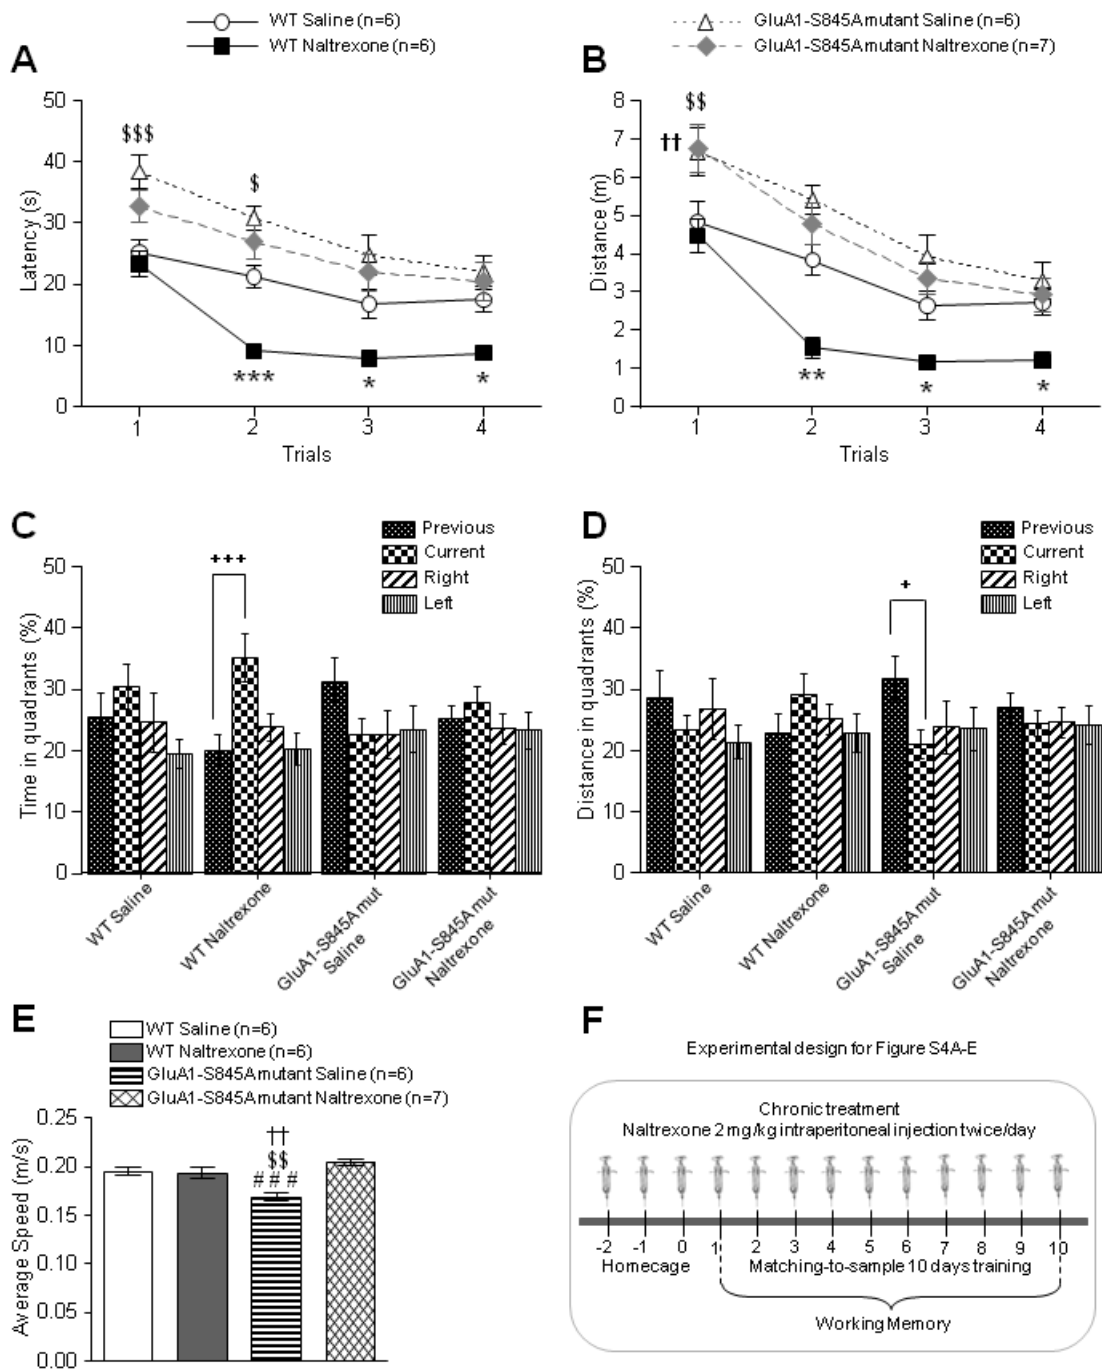 WT Saline (n=6)
WT Naltrexone (n=6)
GluA1-S845A mutant Saline (n=6)
GluA1-S845A mutant Naltrexone (n=7)
A
50
40
30
20
10
0
Latency (s)
$$$
$
***
*
*
1 2 3 4
Trials
B
8
7
6
5
4
3
2
1
0
Distance (m)
$$
††
**
*
*
1 2 3 4
Trials
C
Previous
Current
Right
Left
50
40
30
20
10
0
Time in quadrants (%)
+++
WT Saline
WT Naltrexone
GluA1-S845A mut
Saline
GluA1-S845A mut
Naltrexone
D
Previous
Current
Right
Left
50
40
30
20
10
0
Distance in quadrants (%)
+
WT Saline
WT Naltrexone
GluA1-S845A mut
Saline
GluA1-S845A mut
Naltrexone
E
WT Saline (n=6)
WT Naltrexone (n=6)
GluA1-S845A mutant Saline (n=6)
GluA1-S845A mutant Naltrexone (n=7)
0.25
0.20
0.15
0.10
0.05
0.00
Average Speed (m/s)
††
$$
###
F
Experimental design for Figure S4A-E
Chronic treatment
Naltrexone 2 mg/kg intraperitoneal injection twice/day
-2 -1 0 1 2 3 4 5 6 7 8 9 10
Homecage Matching-to-sample 10 days training
Working Memory